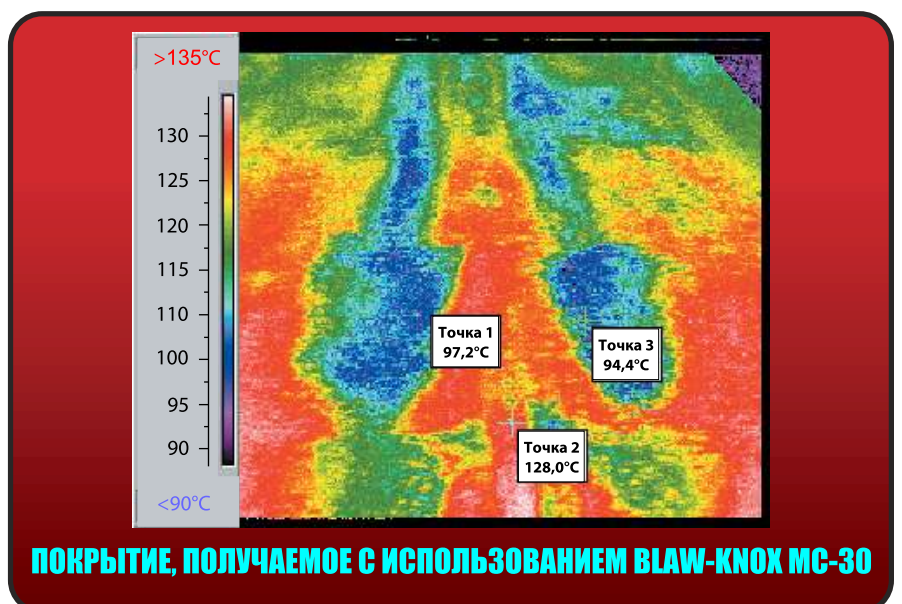 >135°C
130
125
120
115
110
100
95
90
<90°C
Точка 1
97,2°C
Точка 3
94,4°C
Точка 2
128,0°C
ПОКРЫТИЕ, ПОЛУЧАЕМОЕ С ИСПОЛЬЗОВАНИЕМ BLAW-KNOX MC-30